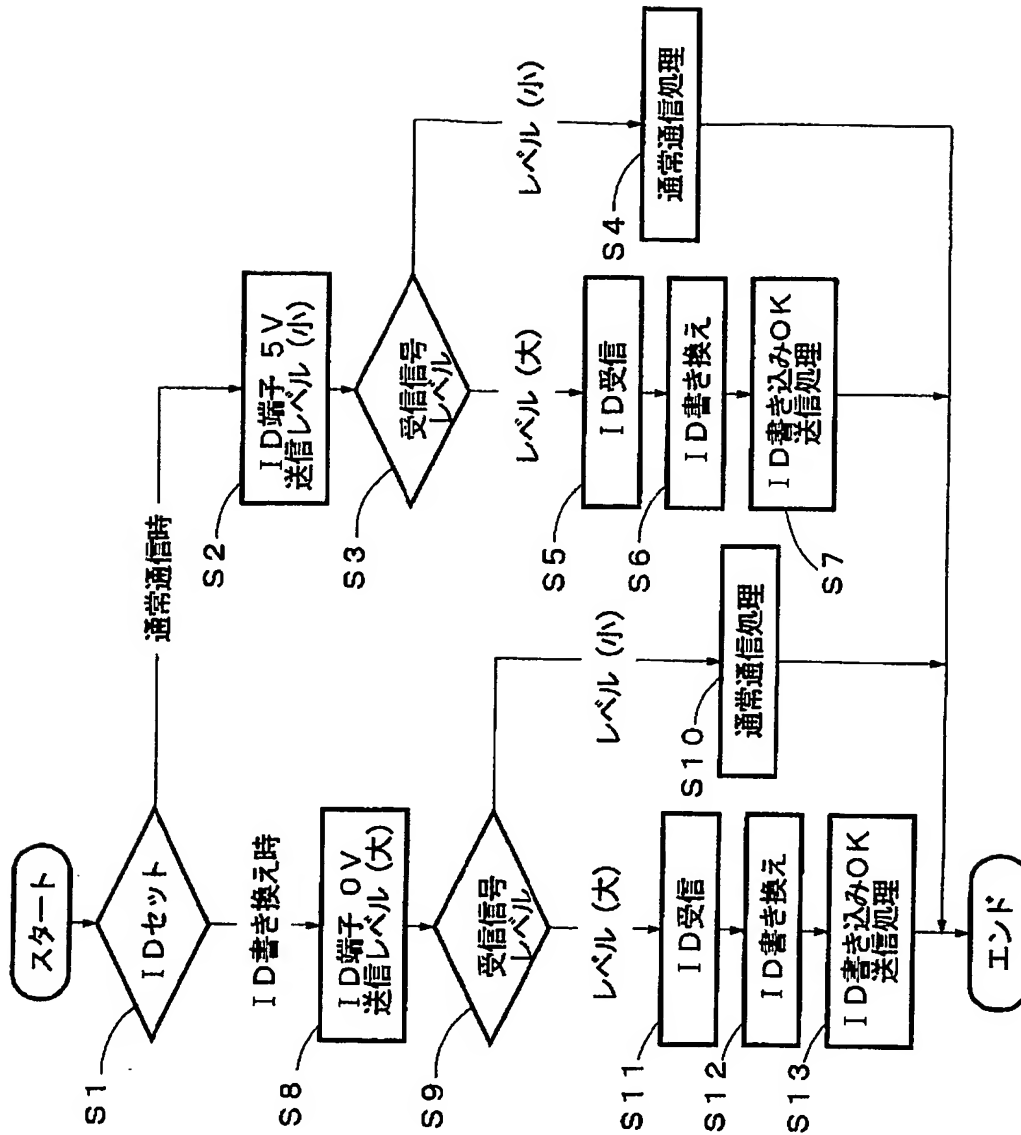 スタート
S1
IDセット
通常通信時
ID書き換え時
S2
ID端子 5V
送信レベル (小)
S3
受信信号
レベル
レベル (小)
S4
通常通信処理
レベル (大)
S5
ID受信
S6
ID書き換え
S7
ID書き込みOK
送信処理
S8
ID端子 0V
送信レベル (大)
S9
受信信号
レベル
レベル (小)
S10
通常通信処理
レベル (大)
S11
ID受信
S12
ID書き換え
S13
ID書き込みOK
送信処理
エンド